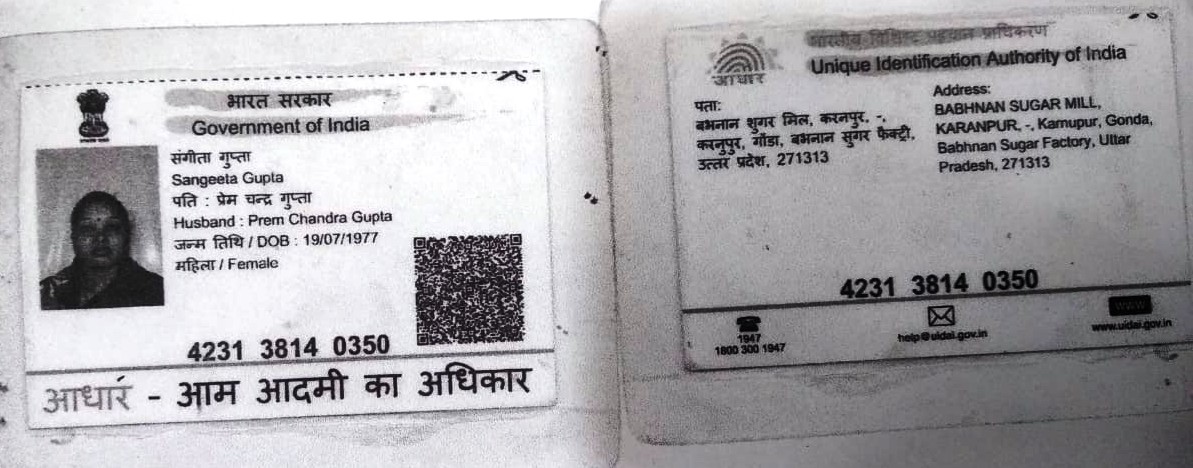 भारत सरकार
Government of India
संगीता गुप्ता
Sangeeta Gupta
पति : प्रेम चन्द्र गुप्ता
Husband : Prem Chandra Gupta
जन्म तिथि / DOB : 19/07/1977
महिला / Female
4231 3814 0350
आधार - आम आदमी का अधिकार
भारतीय विशिष्ट पहचान प्राधिकरण
आधार
Unique Identification Authority of India
पता:
बभनान शुगर मिल, करनपुर, -,
करनुपुर, गोंडा, बभनान सुगर फैक्ट्री,
उत्तर प्रदेश, 271313
Address:
BABHNAN SUGAR MILL,
KARANPUR, -, Karnupur, Gonda,
Babhnan Sugar Factory, Uttar
Pradesh, 271313
4231 3814 0350
1947
1800 300 1947
help@uidai.gov.in
www
www.uidai.gov.in